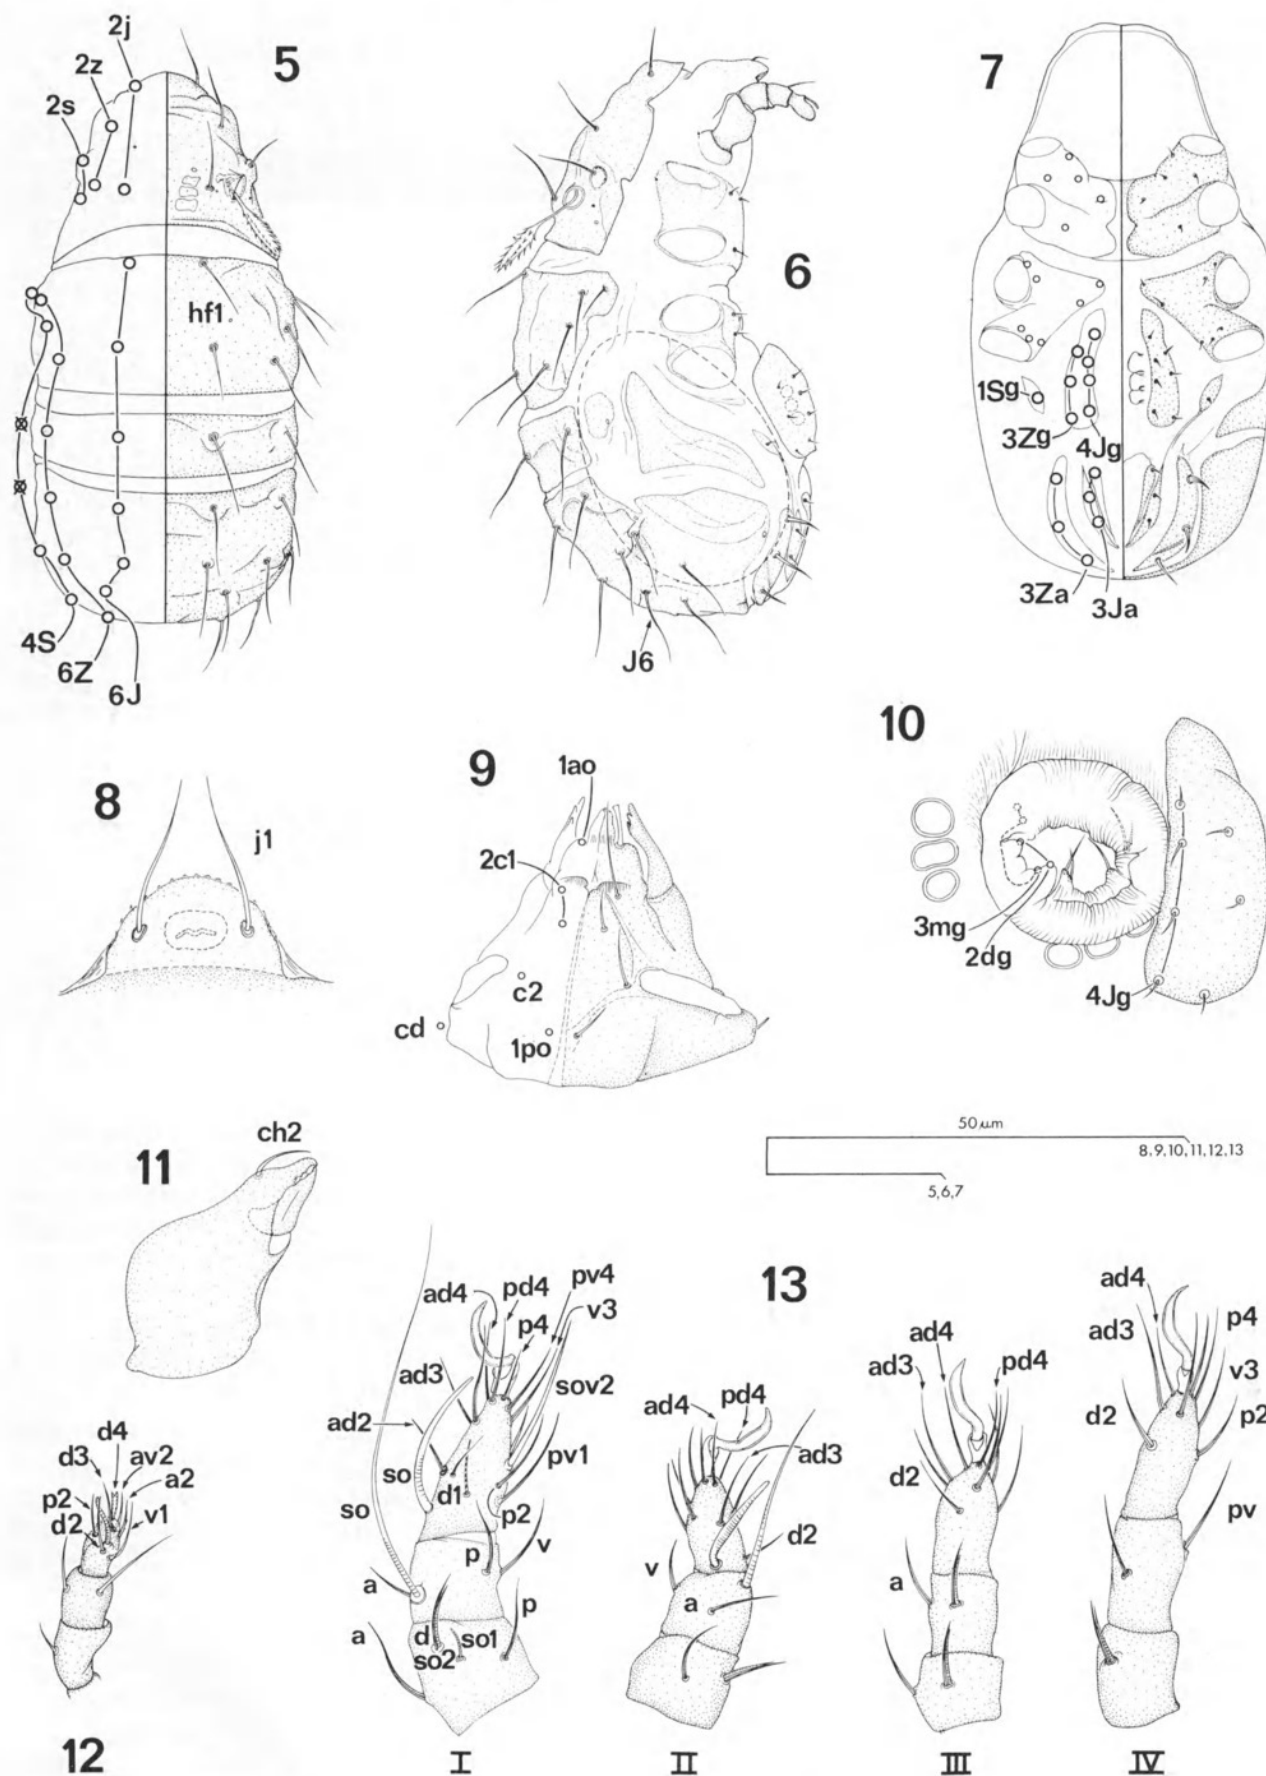 2j
5
2z
2s
hf1
4S
6Z
6J
6
J6
7
1Sg
3Zg
4Jg
3Za
3Ja
8
j1
9
1ao
2c1
c2
cd
1po
10
3mg
2dg
4Jg
50 µm
8,9,10,11,12,13
5,6,7
11
ch2
12
d4
d3
av2
p2
a2
d2
v1
13
ad4
pd4
pv4
p4
v3
ad3
sov2
ad2
so
pv1
so
d1
p2
p
v
a
d
p
a
so1
so2
I
ad4
pd4
ad3
d2
v
a
II
ad4
ad3
pd4
d2
a
III
ad4
ad3
p4
v3
d2
p2
pv
IV